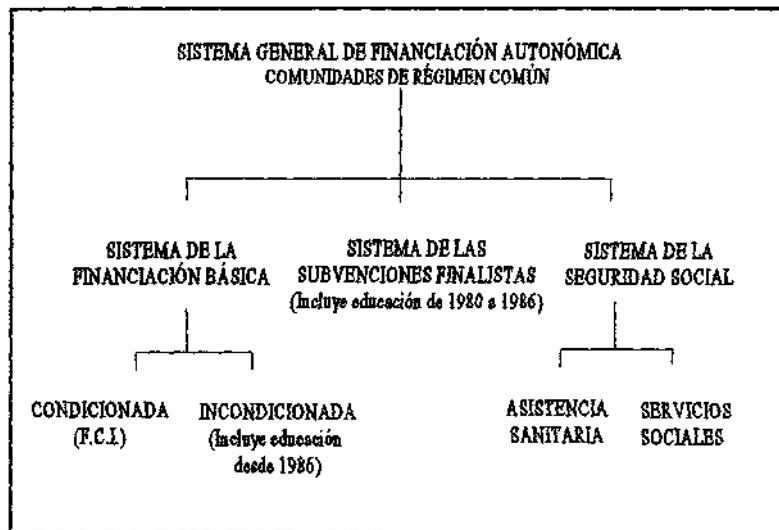 SISTEMA GENERAL DE FINANCIACIÓN AUTONÓMICA
COMUNIDADES DE RÉGIMEN COMÚN
SISTEMA DE LA
FINANCIACIÓN BÁSICA
SISTEMA DE LAS
SUBVENCIONES FINALISTAS
(Incluye educación de 1980 a 1986)
SISTEMA DE LA
SEGURIDAD SOCIAL
CONDICIONADA
(F.C.I.)
INCONDICIONADA
(Incluye educación
desde 1986)
ASISTENCIA
SANITARIA
SERVICIOS
SOCIALES